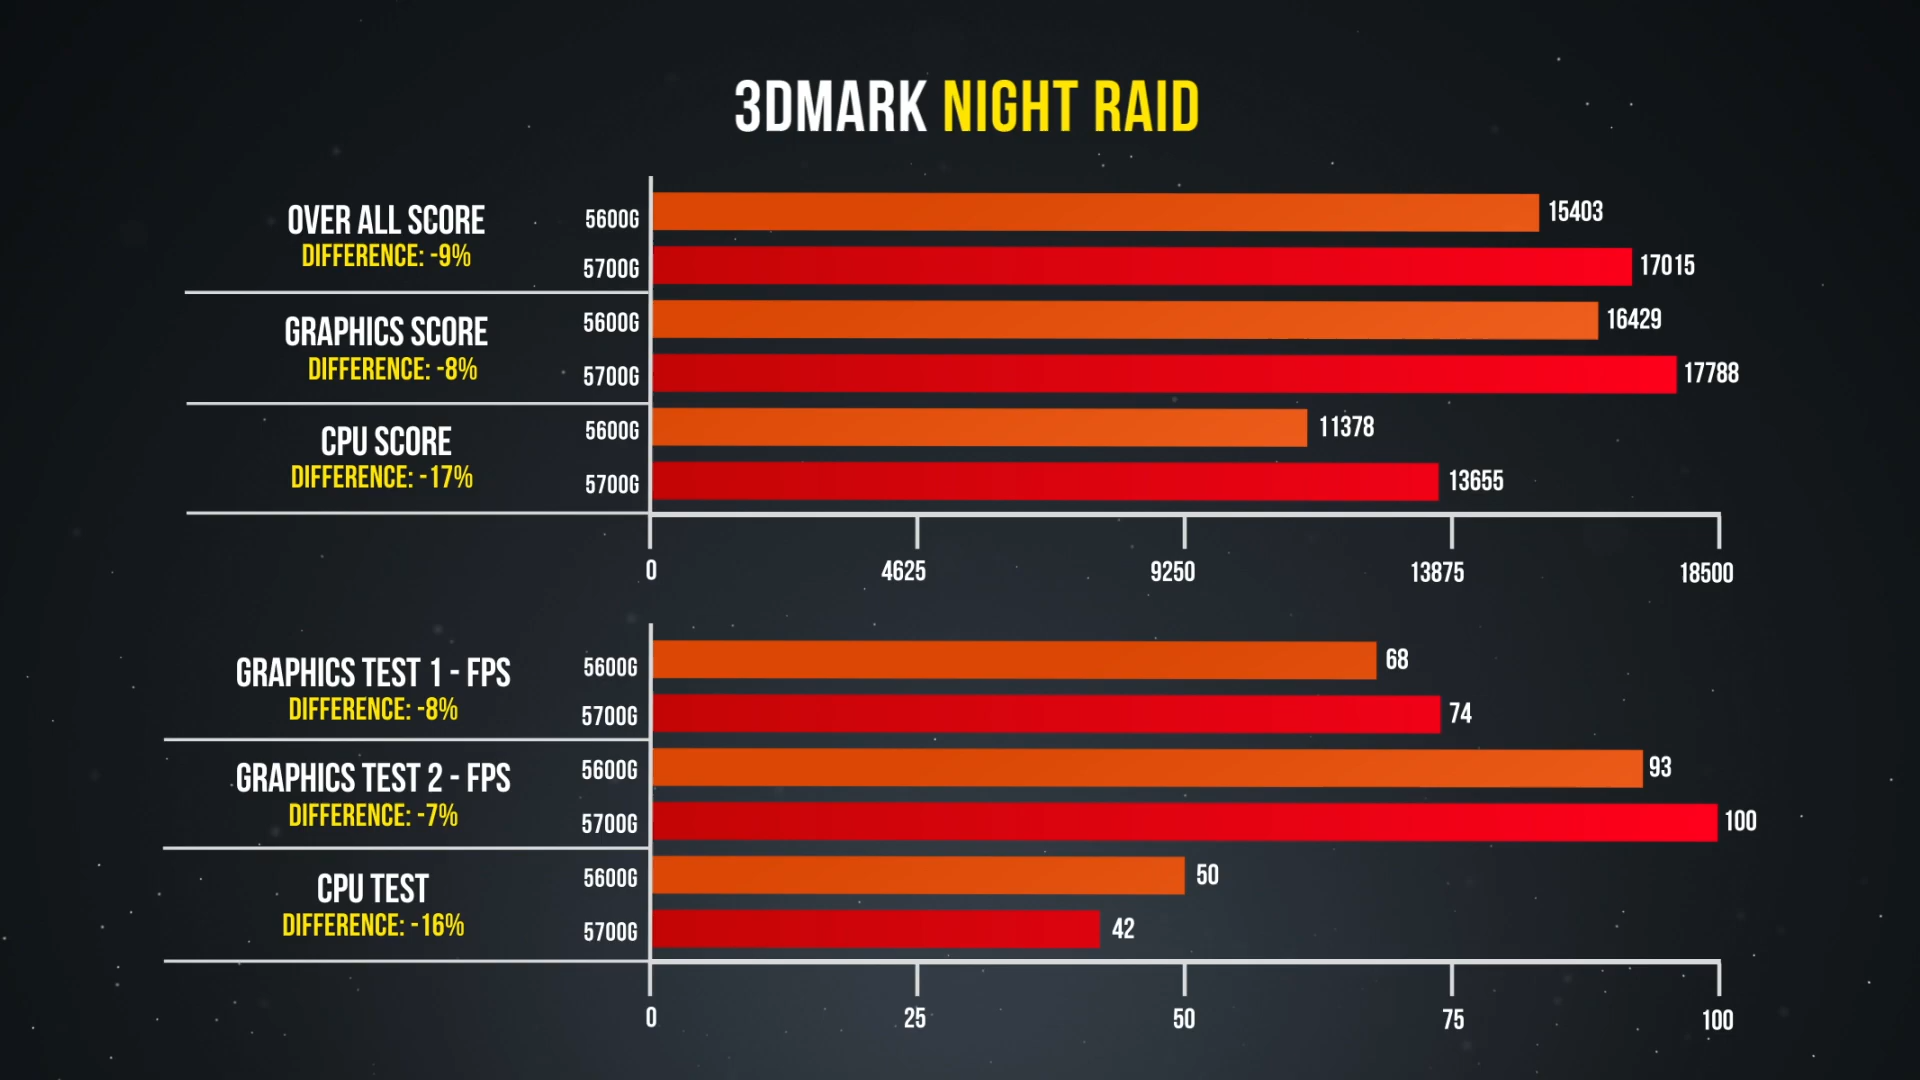 3DMARK NIGHT RAID
OVER ALL SCORE
DIFFERENCE: -9%
5600G
15403
5700G
17015
GRAPHICS SCORE
DIFFERENCE: -8%
5600G
16429
5700G
17788
CPU SCORE
DIFFERENCE: -17%
5600G
11378
5700G
13655
0
4625
9250
13875
18500
GRAPHICS TEST 1 - FPS
DIFFERENCE: -8%
5600G
68
5700G
74
GRAPHICS TEST 2 - FPS
DIFFERENCE: -7%
5600G
93
5700G
100
CPU TEST
DIFFERENCE: -16%
5600G
50
5700G
42
0
25
50
75
100